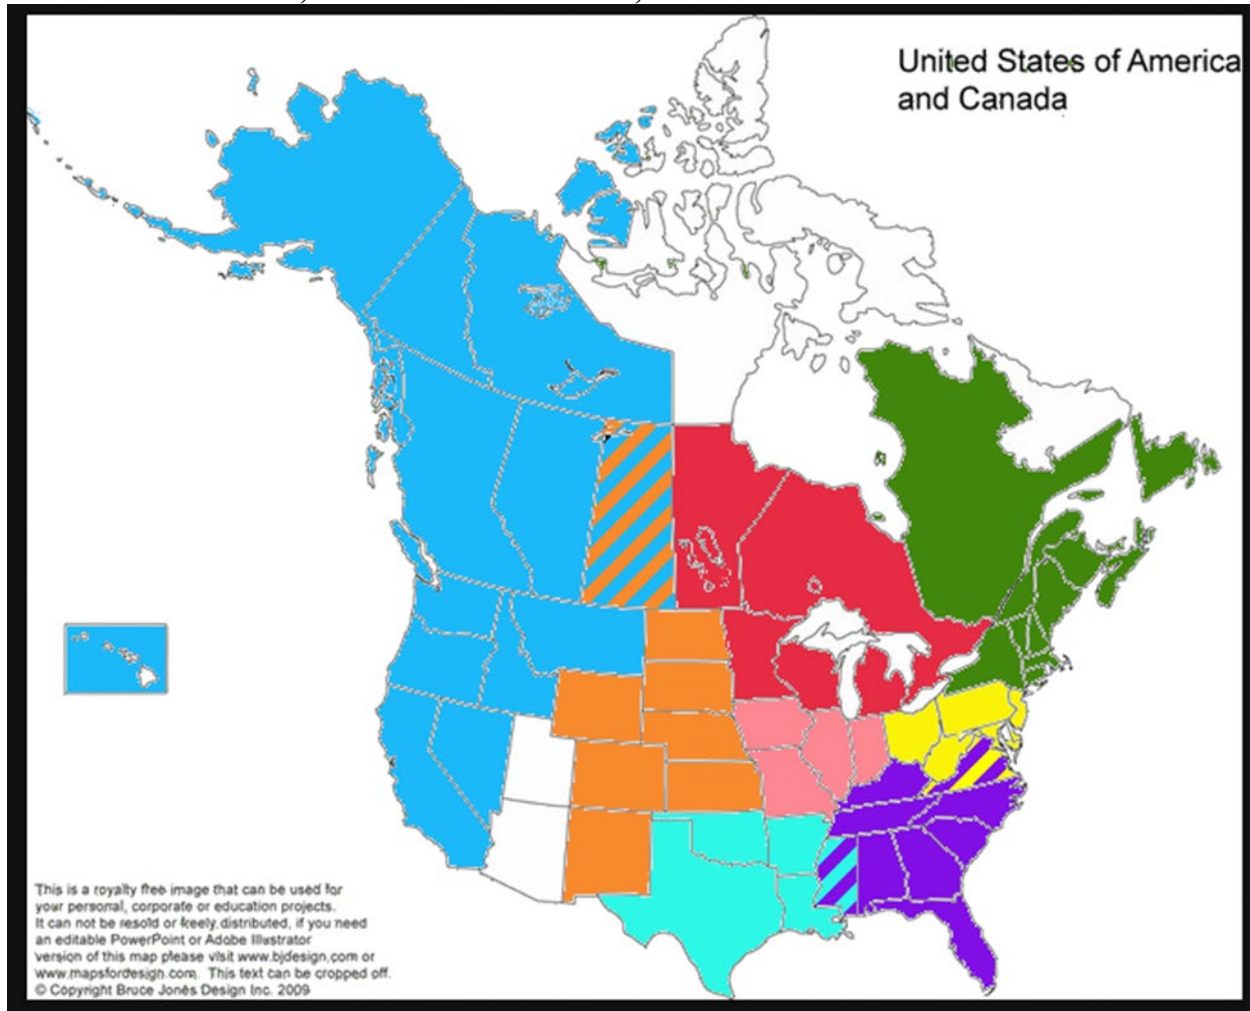 United States of America
and Canada
This is a royalty free image that can be used for
your personal, corporate or education projects.
It can not be resold or freely distributed, if you need
an editable PowerPoint or Adobe Illustrator
version of this map please visit www.bjdesign.com or
www.mapsfordesign.com. This text can be cropped off.
© Copyright Bruce Jones Design Inc. 2009